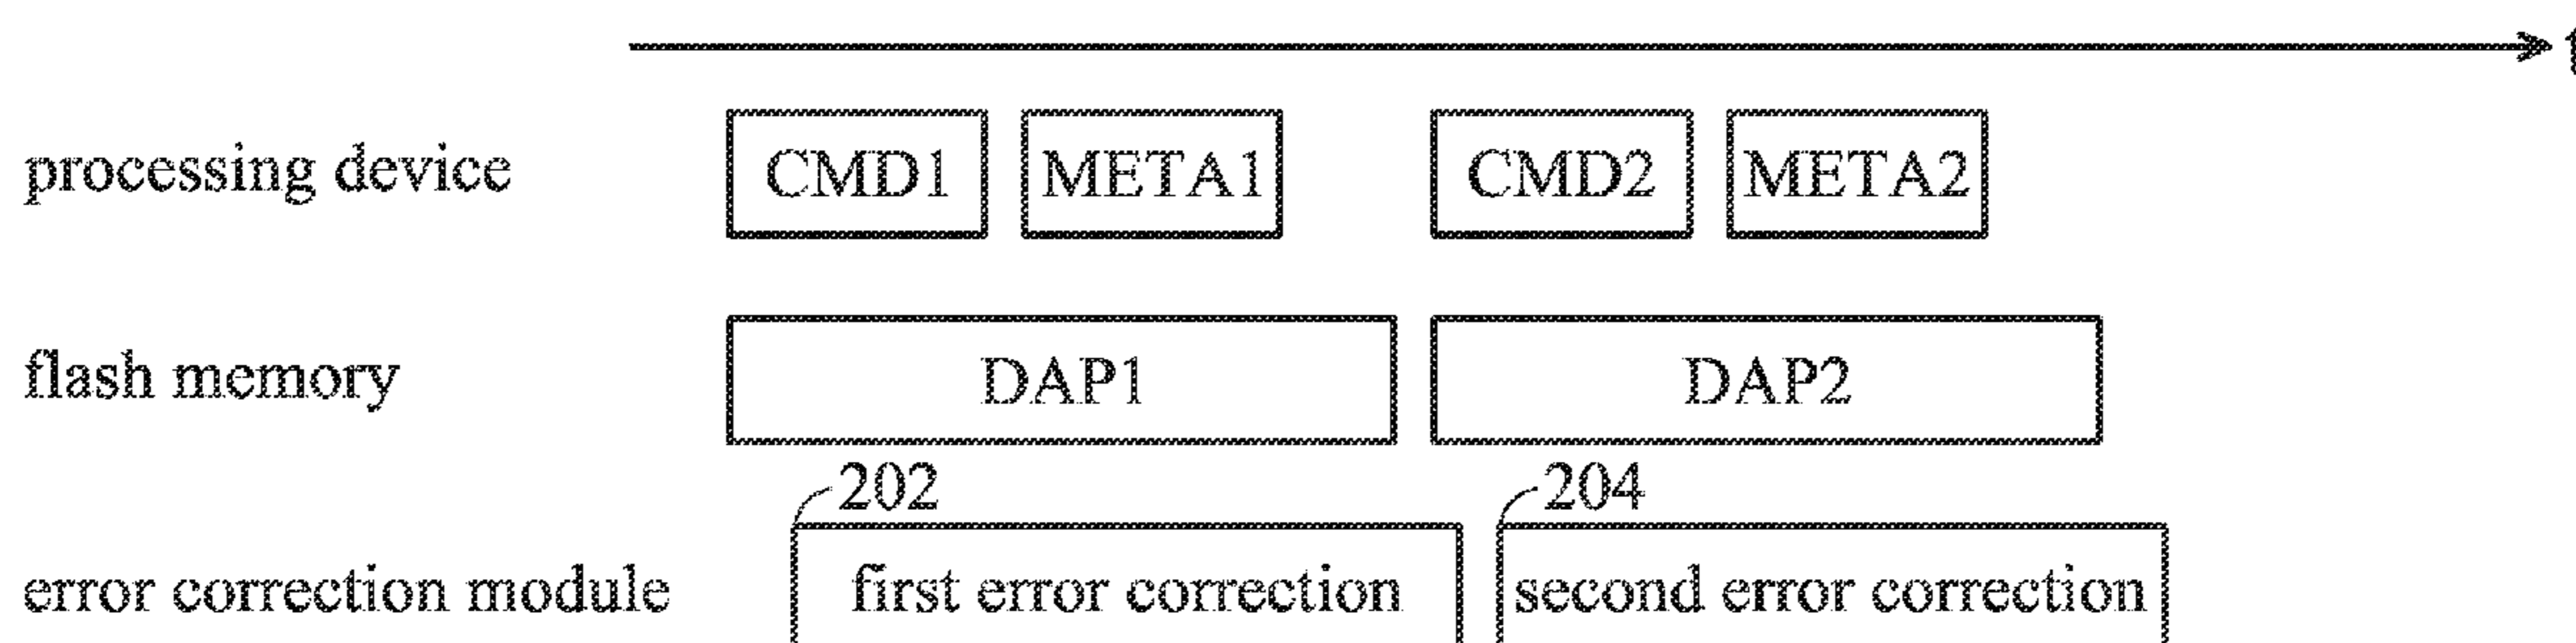 t
processing device CMD1 META1 CMD2 META2
flash memory DAP1 DAP2
202 204
error correction module first error correction second error correction